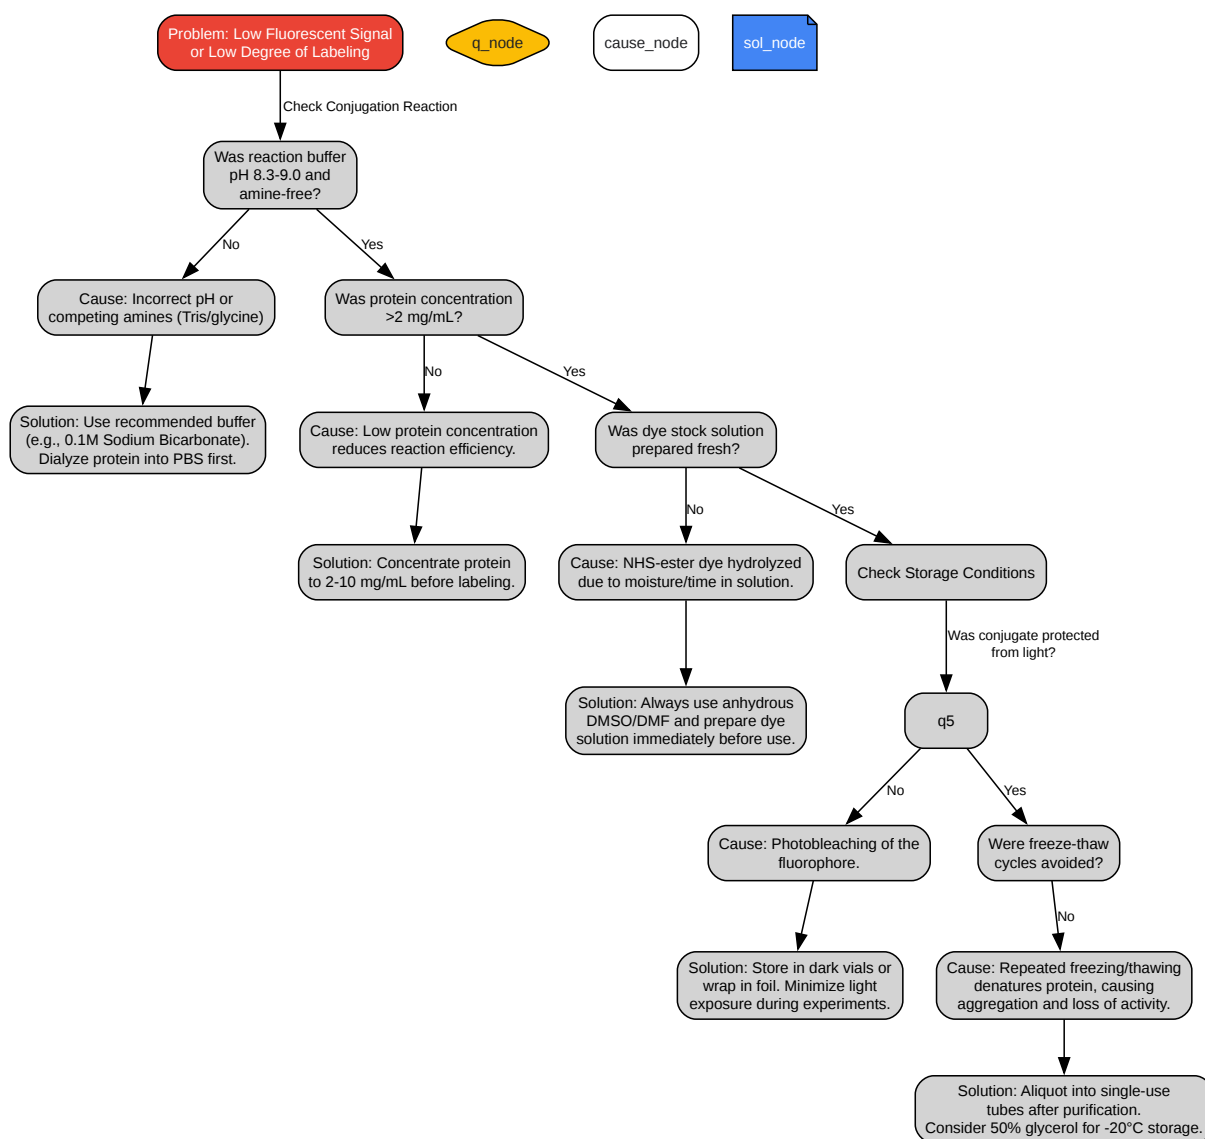 Problem: Low Fluorescent Signal
or Low Degree of Labeling
q_node
cause_node
sol_node
Check Conjugation Reaction
Was reaction buffer
pH 8.3-9.0 and
amine-free?
No
Yes
Cause: Incorrect pH or
competing amines (Tris/glycine)
Was protein concentration
>2 mg/mL?
No
Yes
Solution: Use recommended buffer
(e.g., 0.1M Sodium Bicarbonate).
Dialyze protein into PBS first.
Cause: Low protein concentration
reduces reaction efficiency.
Was dye stock solution
prepared fresh?
No
Yes
Solution: Concentrate protein
to 2-10 mg/mL before labeling.
Cause: NHS-ester dye hydrolyzed
due to moisture/time in solution.
Check Storage Conditions
Was conjugate protected
from light?
Solution: Always use anhydrous
DMSO/DMF and prepare dye
solution immediately before use.
q5
No
Yes
Cause: Photobleaching of the
fluorophore.
Were freeze-thaw
cycles avoided?
No
Solution: Store in dark vials or
wrap in foil. Minimize light
exposure during experiments.
Cause: Repeated freezing/thawing
denatures protein, causing
aggregation and loss of activity.
Solution: Aliquot into single-use
tubes after purification.
Consider 50% glycerol for -20°C storage.